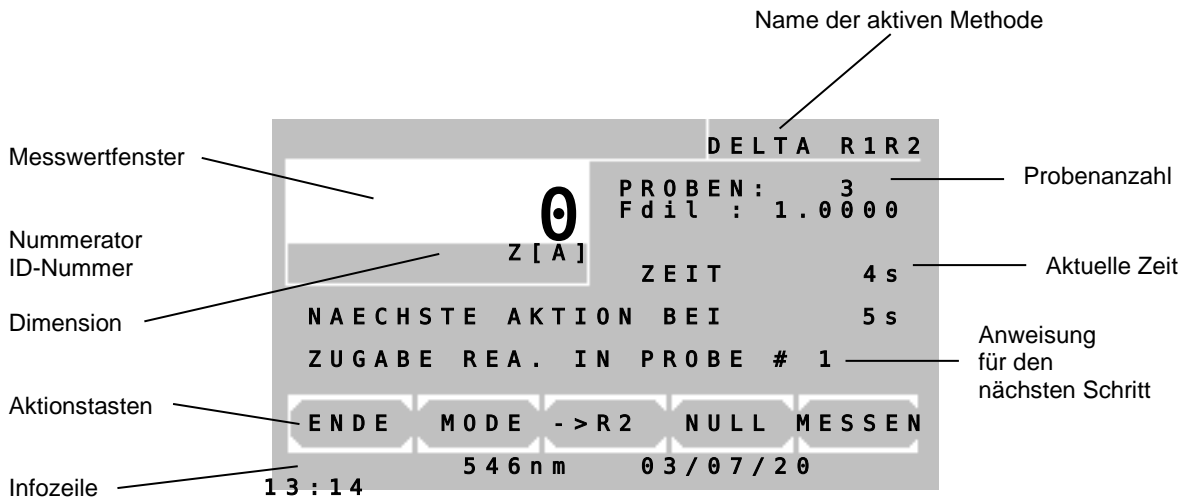 Name der aktiven Methode
DELTA R1R2
Messwertfenster
PROBEN: 3
Probenanzahl
0
Fdil : 1.0000
Nummerator
ID-Nummer
Z[A]
ZEIT 4s
Aktuelle Zeit
Dimension
NAECHSTE AKTION BEI 5s
Anweisung
für den
nächsten Schritt
ZUGABE REA. IN PROBE # 1
Aktionstasten
ENDE MODE ->R2 NULL MESSEN
546nm 03/07/20
Infozeile
13:14